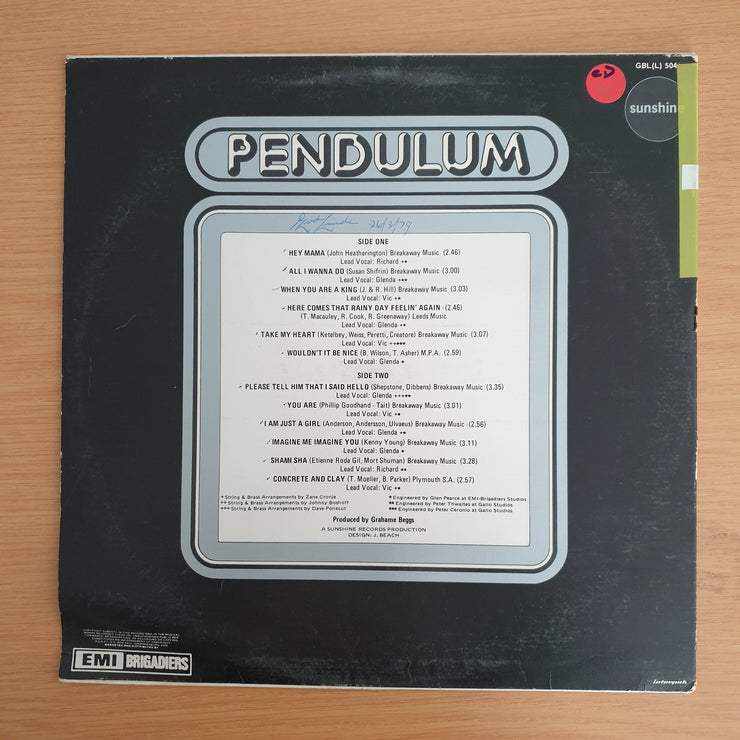 GBL(L) 504
CD
sunshine
PENDULUM
26/3/79
SIDE ONE
HEY MAMA (John Heatherington) Breakaway Music (2.46)
Lead Vocal: Richard +★
ALL I WANNA DO (Susan Shifrin) Breakaway Music (3.00)
Lead Vocal: Glenda ++★
WHEN YOU ARE A KING (J. & R. Hill) Breakaway Music (3.03)
Lead Vocal: Vic +★
HERE COMES THAT RAINY DAY FEELIN' AGAIN (2.46)
(T. Macauley, R. Cook, R. Greenaway) Leeds Music
Lead Vocal: Glenda +★
TAKE MY HEART (Ketelbey, Weiss, Peretti, Creatore) Breakaway Music (3.07)
Lead Vocal: Vic ++★★★
WOULDN'T IT BE NICE (B. Wilson, T. Asher) M.P.A. (2.59)
Lead Vocal: Glenda ★
SIDE TWO
PLEASE TELL HIM THAT I SAID HELLO (Shepstone, Dibbens) Breakaway Music (3.35)
Lead Vocal: Glenda +++★★
YOU ARE (Phillip Goodhand - Tait) Breakaway Music (3.01)
Lead Vocal: Vic +★
I AM JUST A GIRL (Anderson, Andersson, Ulvaeus) Breakaway Music (2.56)
Lead Vocal: Glenda +★
IMAGINE ME IMAGINE YOU (Kenny Young) Breakaway Music (3.11)
Lead Vocal: Glenda ★
SHAMI SHA (Etienne Roda Gil, Mort Shuman) Breakaway Music (3.28)
Lead Vocal: Richard ★★
CONCRETE AND CLAY (T. Moeller, B. Parker) Plymouth S.A. (2.57)
Lead Vocal: Vic ★★
+ String & Brass Arrangements by Zane Cronje
++ String & Brass Arrangements by Johnny Boshoff
+++ String & Brass Arrangements by Dave Pollecut
★ Engineered by Glen Pearce at EMI-Brigadiers Studios
★★ Engineered by Peter Thwaites at Gallo Studios
★★★ Engineered by Peter Ceronio at Gallo Studios
Produced by Grahame Beggs
A SUNSHINE RECORDS PRODUCTION
DESIGN: J. BEACH
MARKETED AND DISTRIBUTED BY
EMI BRIGADIERS
interpak